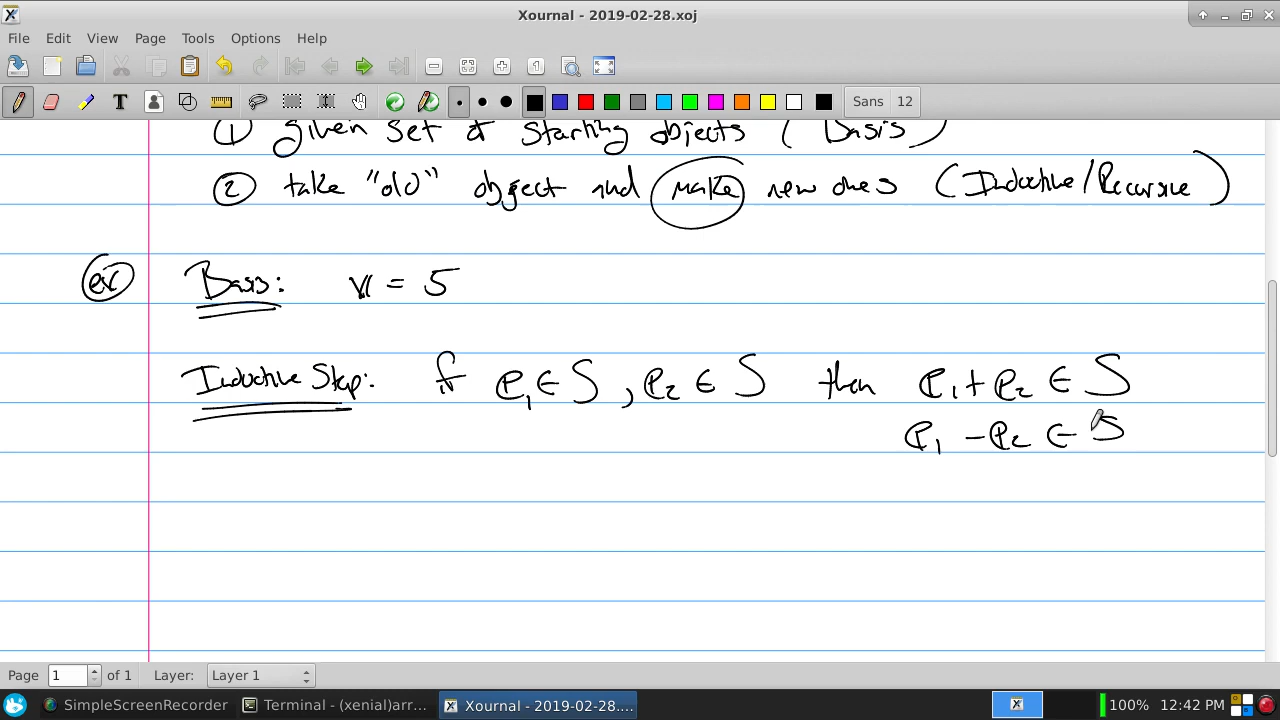 Xournal - 2019-02-28.xoj
File Edit View Page Tools Options Help
Sans 12
① given set of starting objects (Basis)
② take "old" object and make new ones (Inductive/Recursive)
ex Basis: = 5
Inductive Step: if e₁ ∈ S, e₂ ∈ S then e₁ + e₂ ∈ S
e₁ - e₂ ∈ S
Page 1 of 1 Layer: Layer 1
SimpleScreenRecorder Terminal - (xenial)arr... Xournal - 2019-02-28.... 100% 12:42 PM